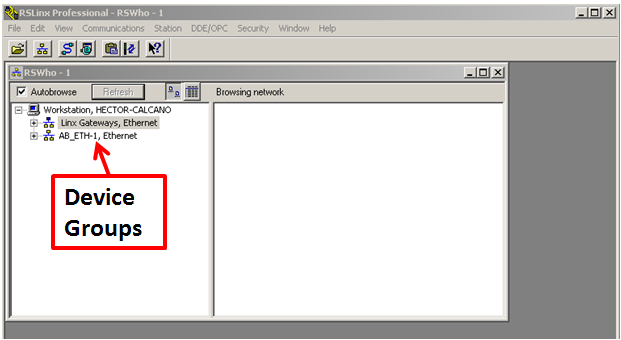 RSLinx Professional - RSWho - 1
File Edit View Communications Station DDE/OPC Security Window Help
RSWho - 1
Autobrowse Refresh Browsing network
Workstation, HECTOR-CALCANO
Linx Gateways, Ethernet
AB_ETH-1, Ethernet
Device
Groups